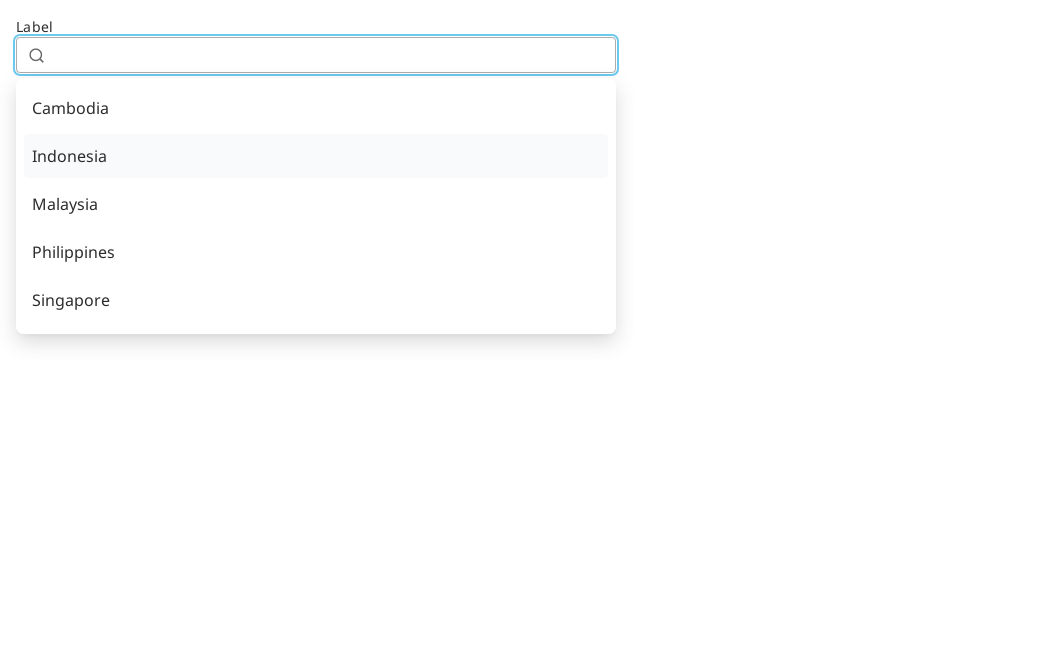 Label
Cambodia
Indonesia
Malaysia
Philippines
Singapore